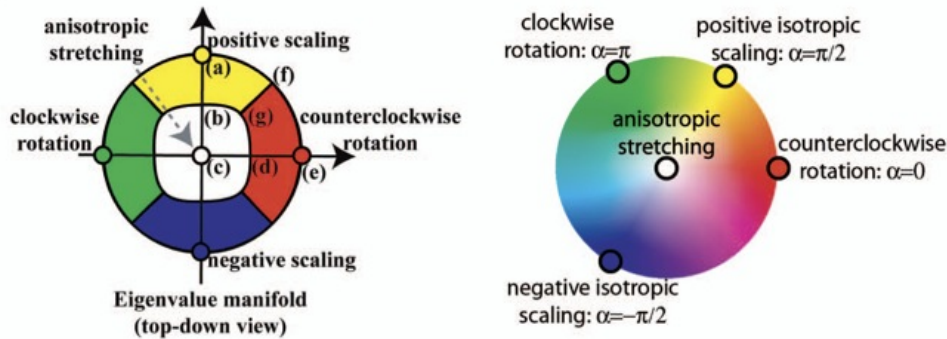 anisotropic
stretching
positive scaling
(a)
(f)
(b)
(g)
clockwise
rotation
counterclockwise
rotation
(c)
(d)
(e)
negative scaling
Eigenvalue manifold
(top-down view)
clockwise
rotation: α=π
positive isotropic
scaling: α=π/2
anisotropic
stretching
counterclockwise
rotation: α=0
negative isotropic
scaling: α=−π/2